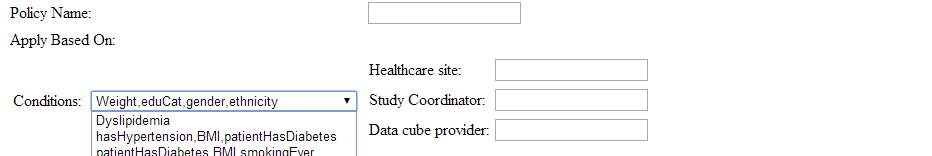 Policy Name:
Apply Based On:
Healthcare site:
Conditions: Weight,eduCat,gender,ethnicity Study Coordinator:
Dyslipidemia
Data cube provider:
hasHypertension,BMI,patientHasDiabetes
patientHasDiabetes,BMI,smokingEver